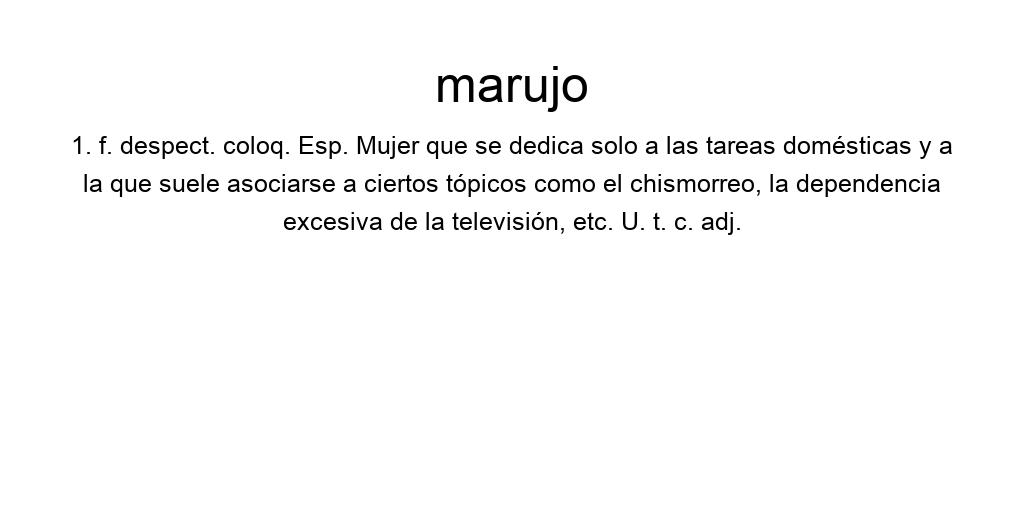 marujo
1. f. despect. coloq. Esp. Mujer que se dedica solo a las tareas domésticas y a
la que suele asociarse a ciertos tópicos como el chismorreo, la dependencia
excesiva de la televisión, etc. U. t. c. adj.